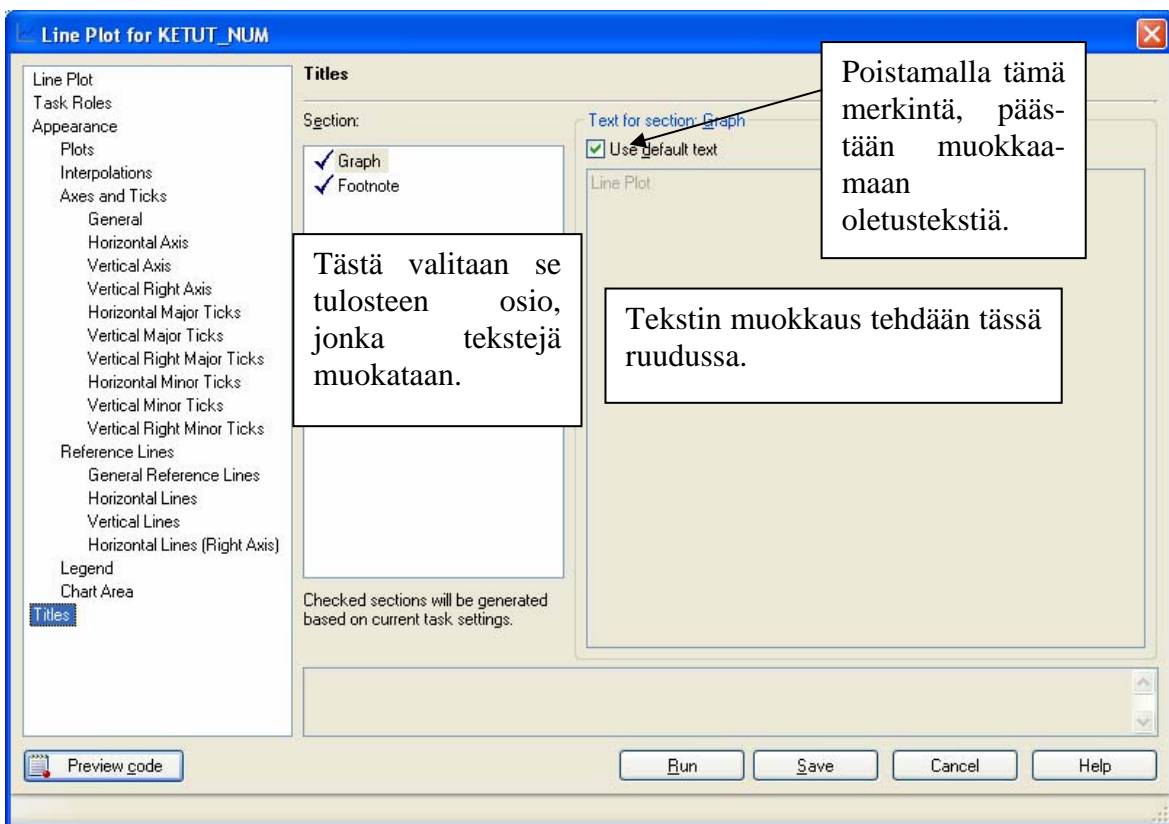 Line Plot for KETUT_NUM
Line Plot
Task Roles
Appearance
Plots
Interpolations
Axes and Ticks
General
Horizontal Axis
Vertical Axis
Vertical Right Axis
Horizontal Major Ticks
Vertical Major Ticks
Vertical Right Major Ticks
Horizontal Minor Ticks
Vertical Minor Ticks
Vertical Right Minor Ticks
Reference Lines
General Reference Lines
Horizontal Lines
Vertical Lines
Horizontal Lines (Right Axis)
Legend
Chart Area
Titles
Titles
Section:
Graph
Footnote
Tästä valitaan se
tulosteen osio,
jonka tekstejä
muokataan.
Checked sections will be generated
based on current task settings.
Text for section: Graph
Use default text
Line Plot
Poistamalla tämä
merkintä, pääs-
tään muokkaa-
maan
oletustekstiä.
Tekstin muokkaus tehdään tässä
ruudussa.
Preview code
Run
Save
Cancel
Help